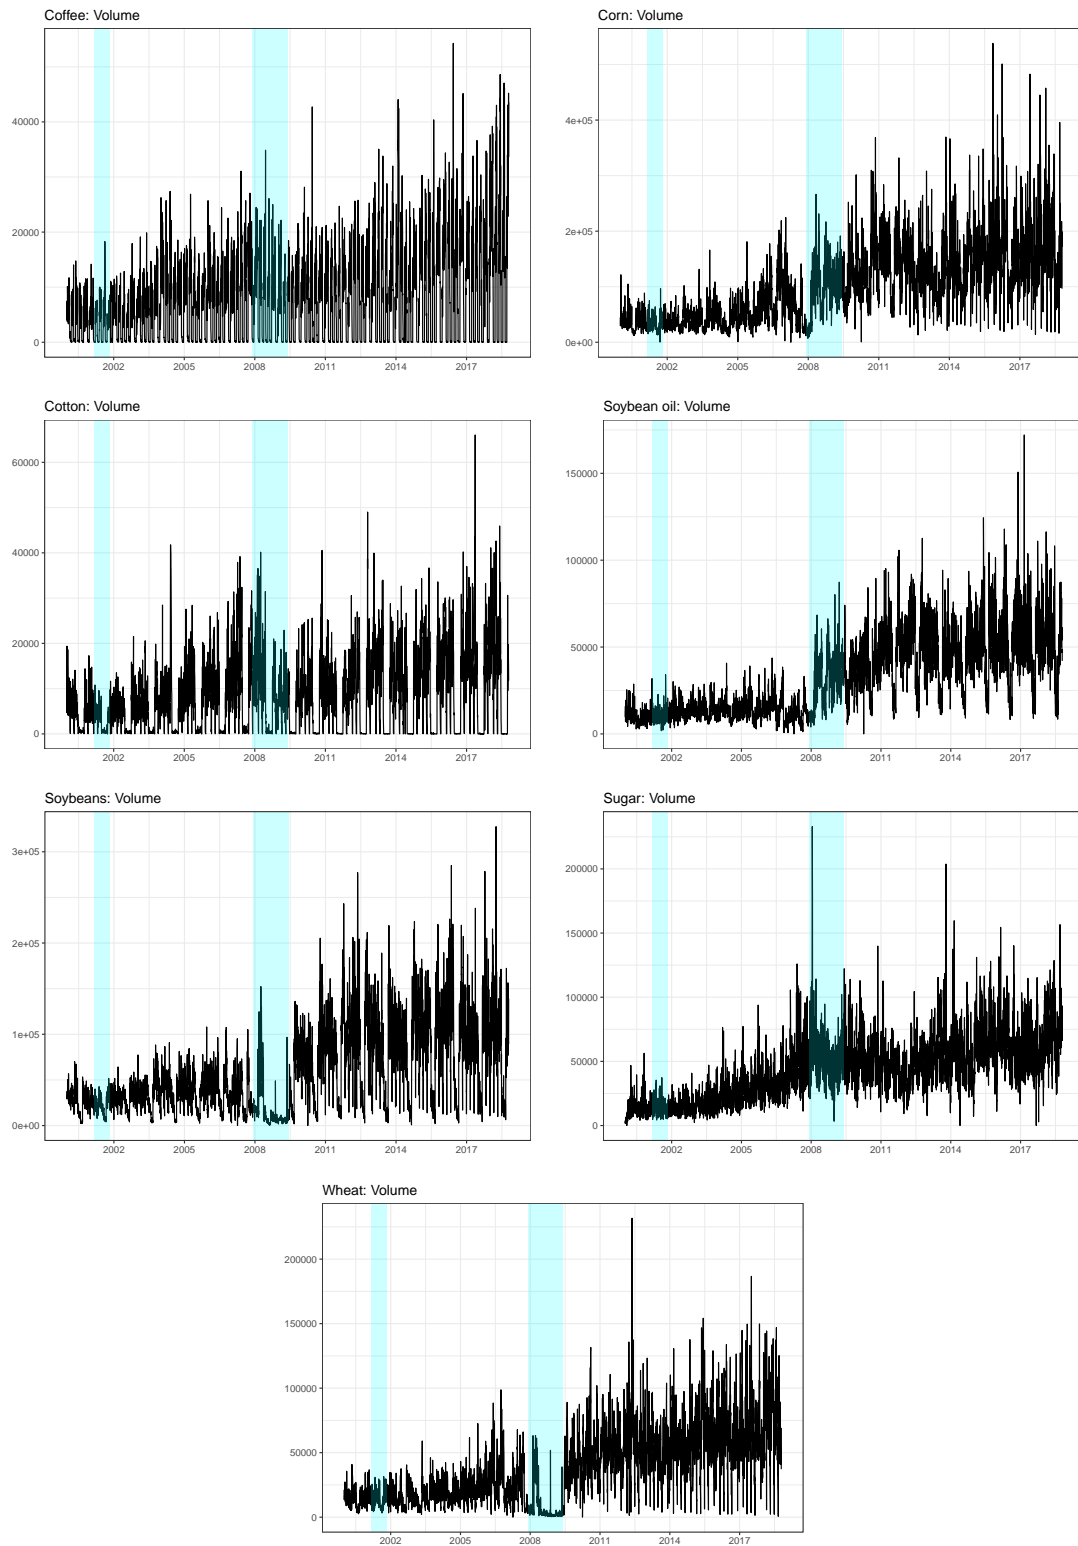 Coffee: Volume
40000
20000
0
2002 2005 2008 2011 2014 2017
Corn: Volume
4e+05
2e+05
0e+00
2002 2005 2008 2011 2014 2017
Cotton: Volume
60000
40000
20000
0
2002 2005 2008 2011 2014 2017
Soybean oil: Volume
150000
100000
50000
0
2002 2005 2008 2011 2014 2017
Soybeans: Volume
3e+05
2e+05
1e+05
0e+00
2002 2005 2008 2011 2014 2017
Sugar: Volume
200000
150000
100000
50000
0
2002 2005 2008 2011 2014 2017
Wheat: Volume
200000
150000
100000
50000
0
2002 2005 2008 2011 2014 2017